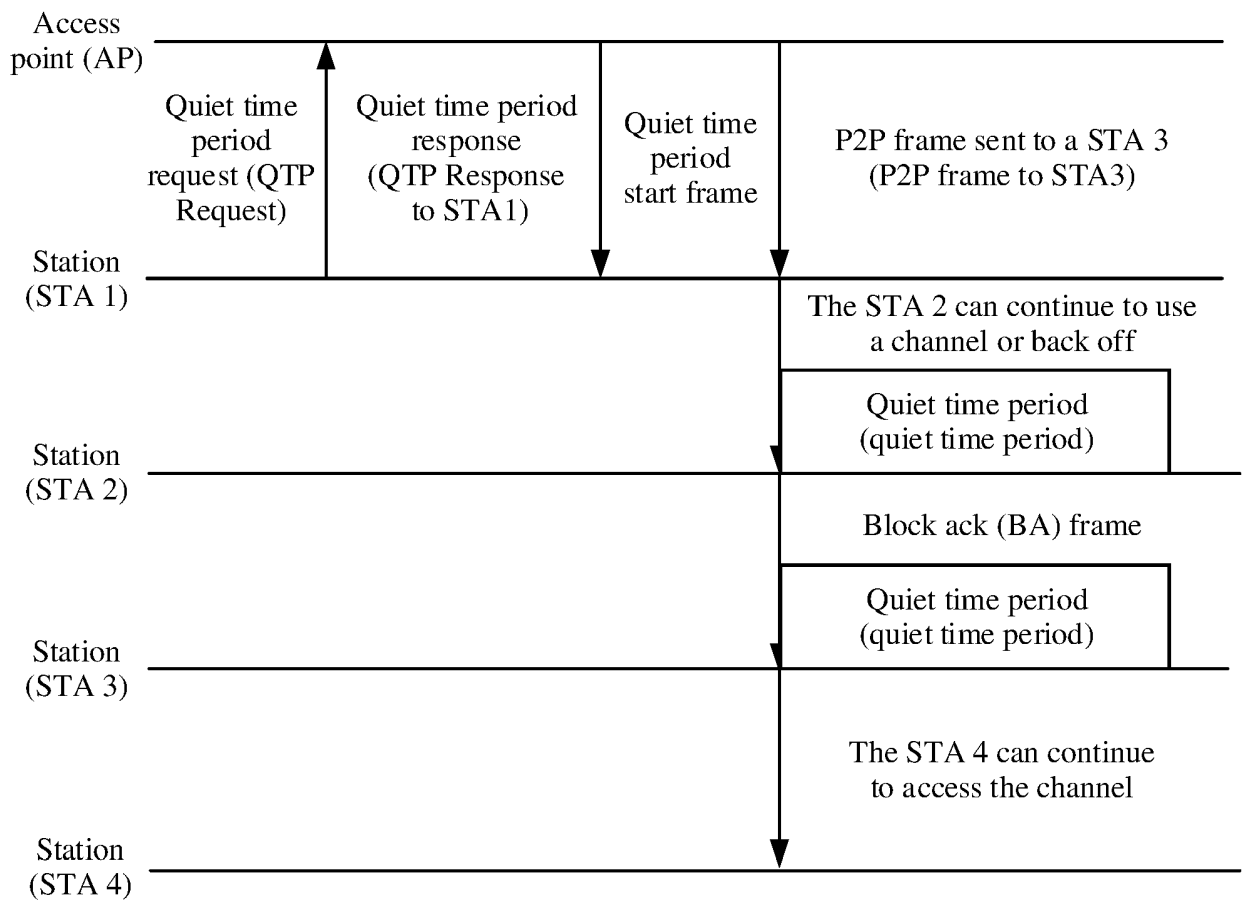 Access
point (AP)
Quiet time
period
request (QTP
Request)
Quiet time period
response
(QTP Response
to STA1)
Quiet time
period
start frame
P2P frame sent to a STA 3
(P2P frame to STA3)
Station
(STA 1)
The STA 2 can continue to use
a channel or back off
Quiet time period
(quiet time period)
Station
(STA 2)
Block ack (BA) frame
Quiet time period
(quiet time period)
Station
(STA 3)
The STA 4 can continue
to access the channel
Station
(STA 4)